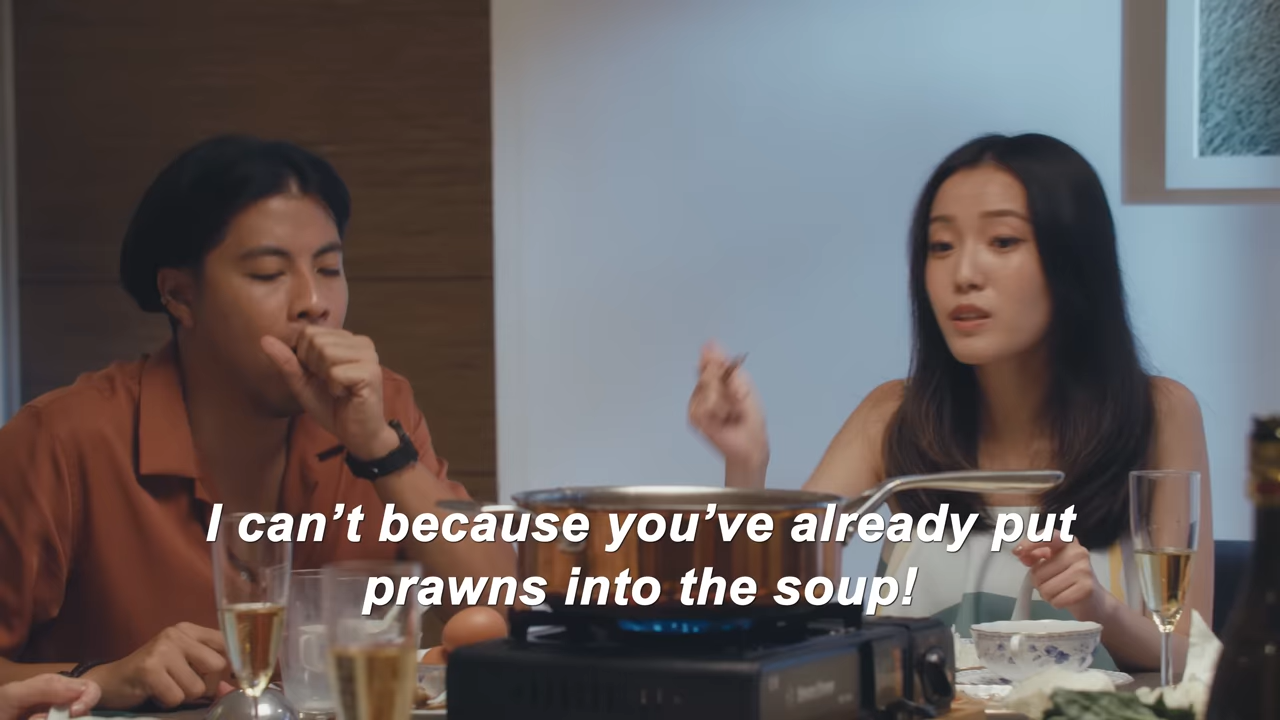 I can’t because you’ve already put
prawns into the soup!